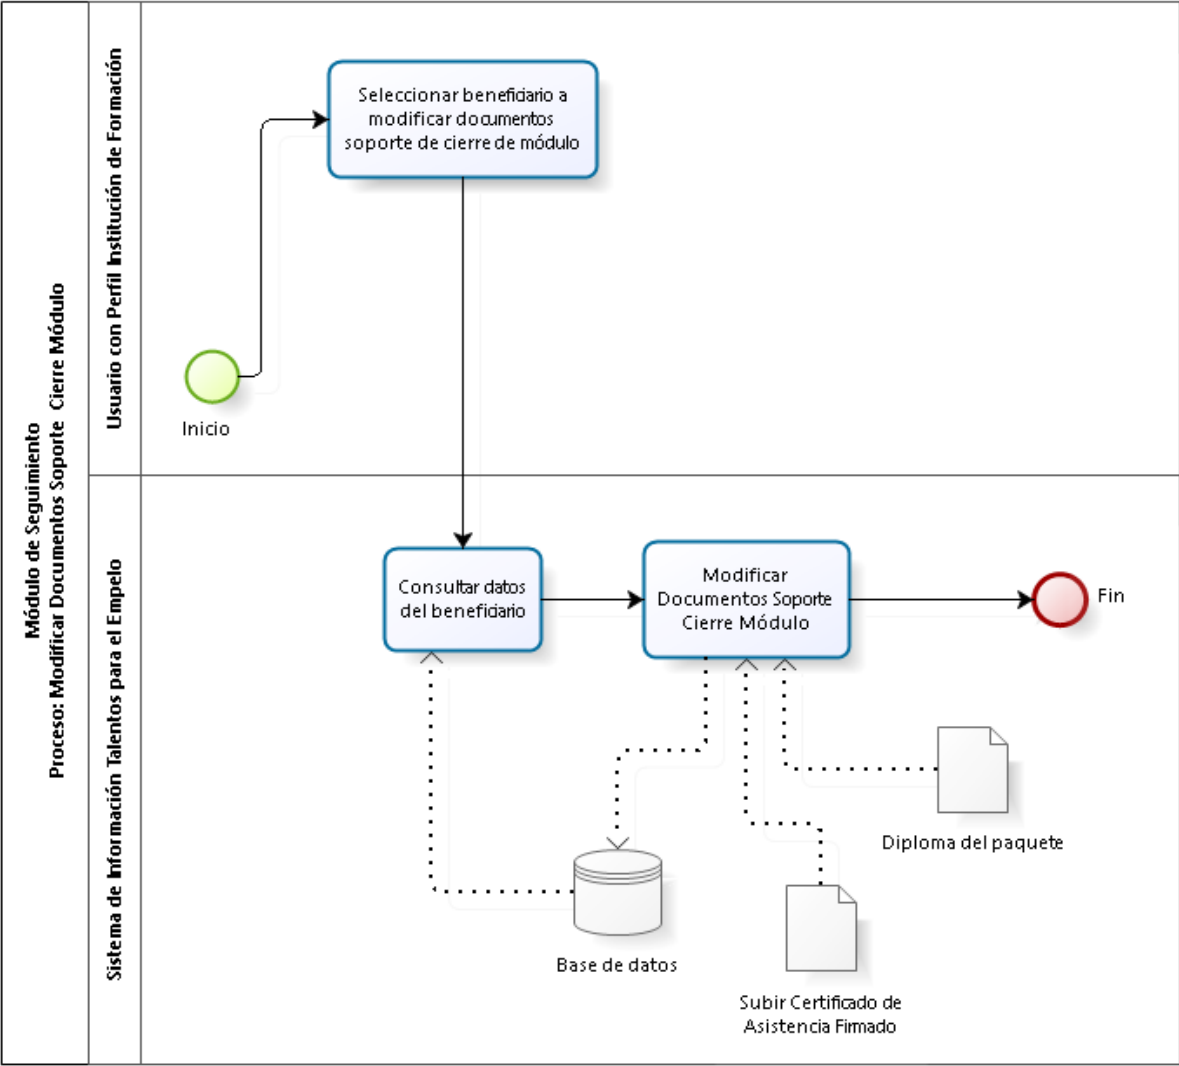 Módulo de Seguimiento
Proceso: Modificar Documentos Soporte Cierre Módulo
Usuario con Perfil Institución de Formación
Seleccionar beneficiario a
modificar documentos
soporte de cierre de módulo
Inicio
Sistema de Información Talentos para el Empelo
Consultar datos
del beneficiario
Modificar
Documentos Soporte
Cierre Módulo
Fin
Diploma del paquete
Base de datos
Subir Certificado de
Asistencia Firmado